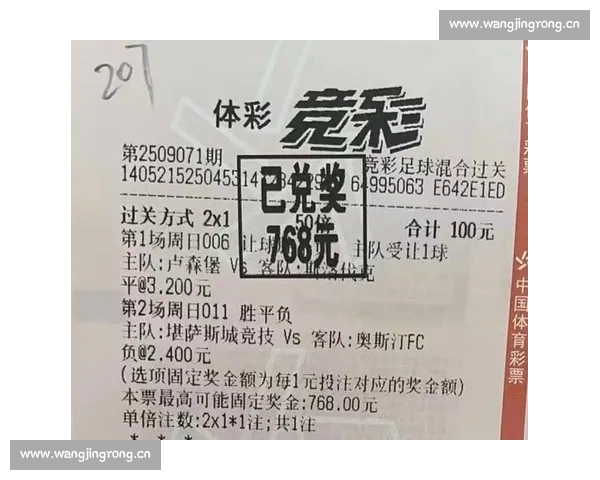 www.wangjingrong.cn
207
体彩 竞彩
第2509071期 竞彩足球混合过关
64995063 E642E1ED
已兑奖
768元
过关方式 2x1 50倍 合计 100元
第1场周日006 让球 主队受让1球
主队:卢森堡 Vs 客队:斯洛伐克
平@3.200元
第2场周日011 胜平负
主队:堪萨斯城竞技 Vs 客队:奥斯汀FC
负@2.400元
(选项固定奖金额为每1元投注对应的奖金额)
本票最高可能固定奖金:768.00元
单倍注数:2x1*1注;共1注
中国体育彩票
www.wangjingrong.cn